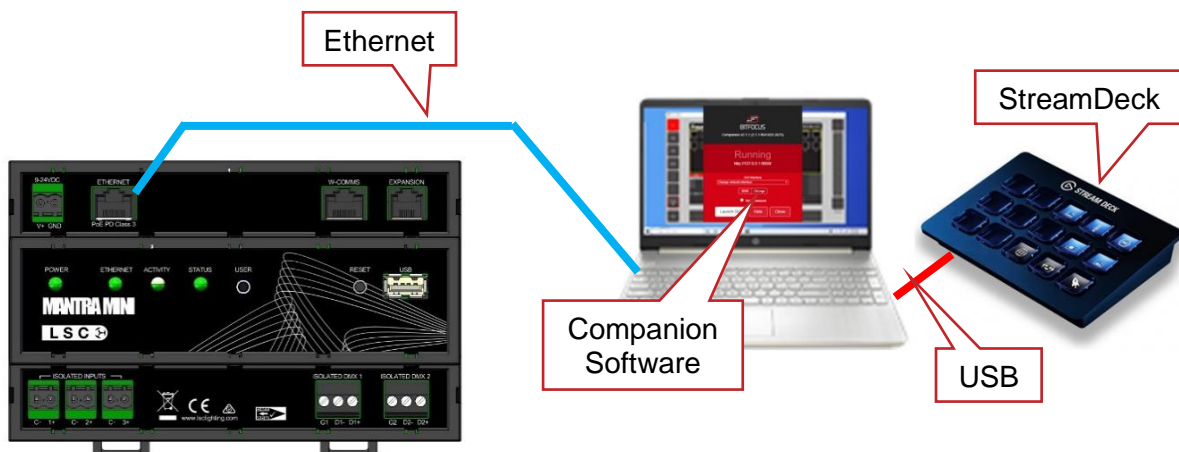 Ethernet
StreamDeck
9-24VDC
V+ GND
ETHERNET
PoE PD Class 3
W-COMMS
EXPANSION
POWER
ETHERNET
ACTIVITY
STATUS
USER
RESET
USB
MANTRA MINI
LSC
ISOLATED INPUTS
C- 1+
C- 2+
C- 3+
CE
www.lsclighting.com
ISOLATED DMX 1
G1 D1- D1+
ISOLATED DMX 2
G2 D2- D2+
BITFOCUS
Running
Close
STREAM DECK
Companion
Software
USB